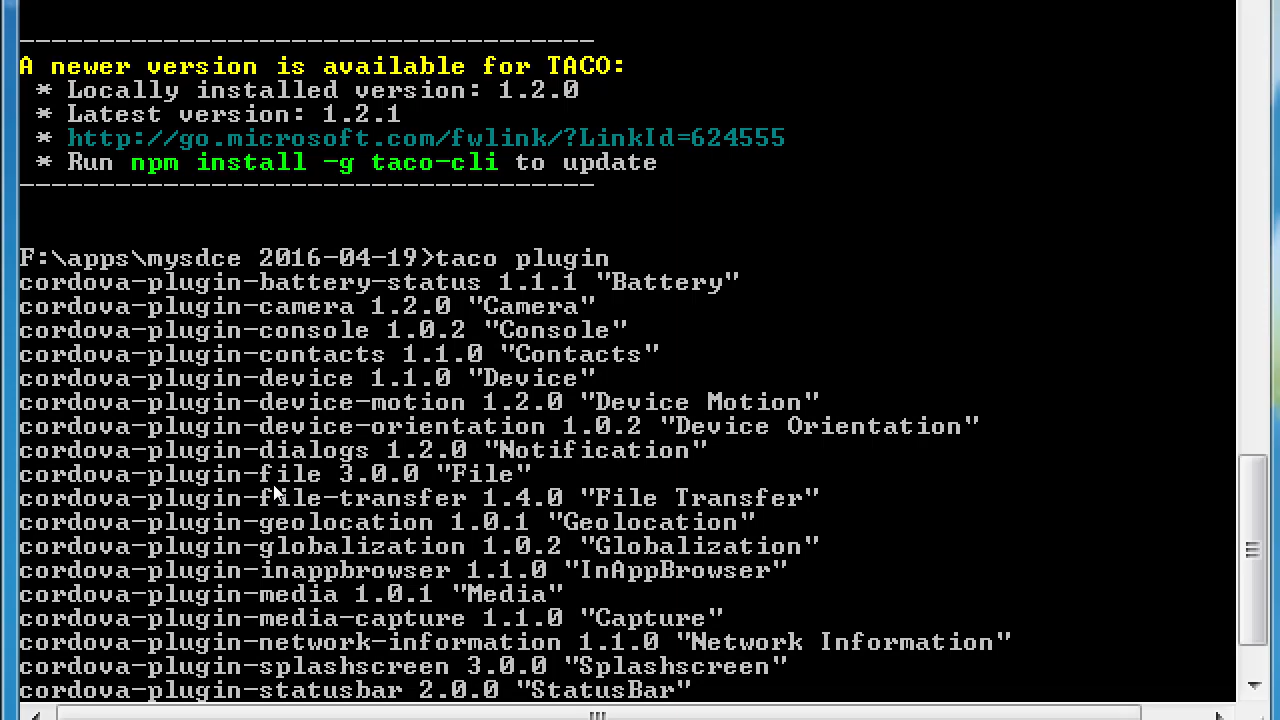 A newer version is available for TACO:
* Locally installed version: 1.2.0
* Latest version: 1.2.1
* http://go.microsoft.com/fwlink/?LinkId=624555
* Run npm install -g taco-cli to update
F:\apps\mysdce 2016-04-19>taco plugin
cordova-plugin-battery-status 1.1.1 "Battery"
cordova-plugin-camera 1.2.0 "Camera"
cordova-plugin-console 1.0.2 "Console"
cordova-plugin-contacts 1.1.0 "Contacts"
cordova-plugin-device 1.1.0 "Device"
cordova-plugin-device-motion 1.2.0 "Device Motion"
cordova-plugin-device-orientation 1.0.2 "Device Orientation"
cordova-plugin-dialogs 1.2.0 "Notification"
cordova-plugin-file 3.0.0 "File"
cordova-plugin-file-transfer 1.4.0 "File Transfer"
cordova-plugin-geolocation 1.0.1 "Geolocation"
cordova-plugin-globalization 1.0.2 "Globalization"
cordova-plugin-inappbrowser 1.1.0 "InAppBrowser"
cordova-plugin-media 1.0.1 "Media"
cordova-plugin-media-capture 1.1.0 "Capture"
cordova-plugin-network-information 1.1.0 "Network Information"
cordova-plugin-splashscreen 3.0.0 "Splashscreen"
cordova-plugin-statusbar 2.0.0 "StatusBar"